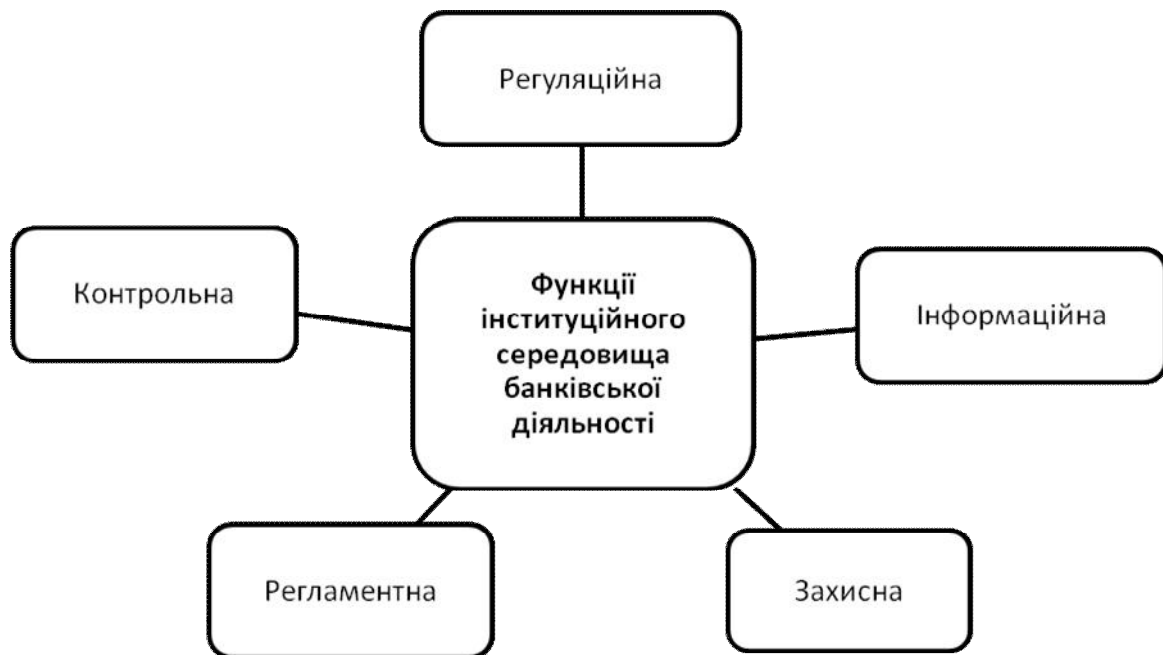 Регуляційна
Контрольна
Функції
інституційного
середовища
банківської
діяльності
Інформаційна
Регламентна
Захисна